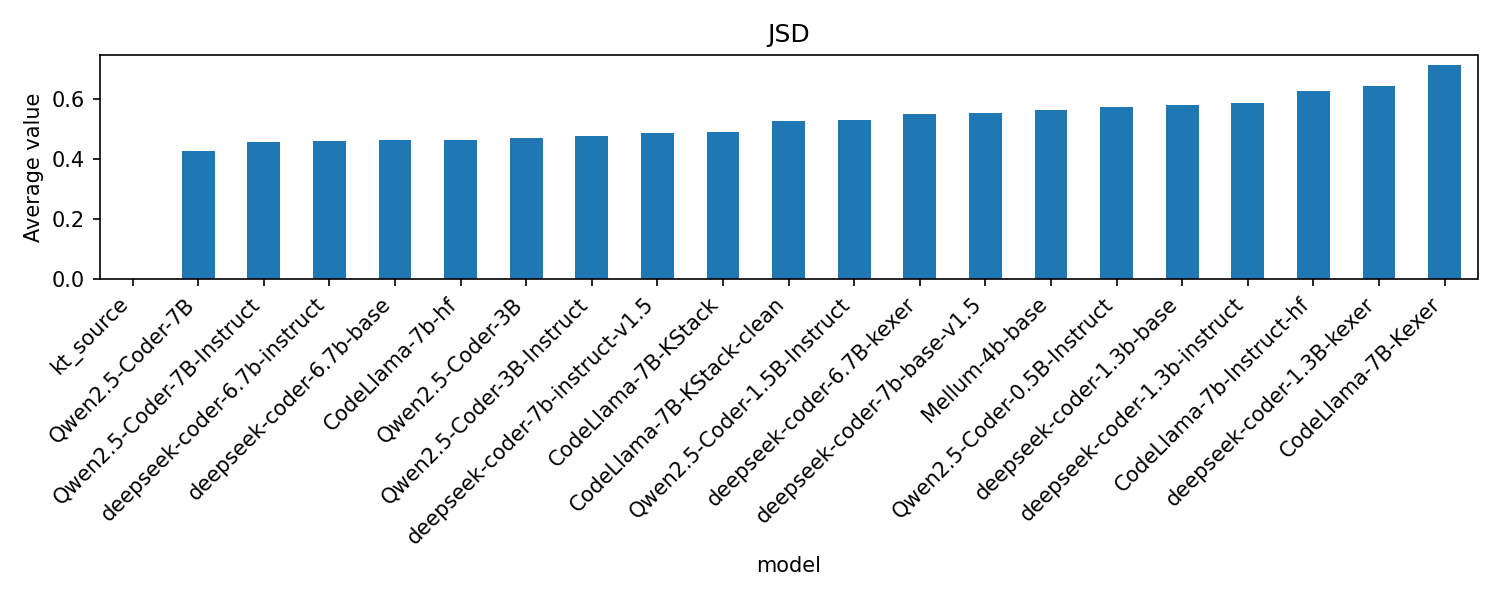 JSD
Average value
0.6
0.4
0.2
0.0
kt_source
Qwen2.5-Coder-7B
Qwen2.5-Coder-7B-Instruct
deepseek-coder-6.7b-instruct
deepseek-coder-6.7b-base
CodeLlama-7b-hf
Qwen2.5-Coder-3B
Qwen2.5-Coder-3B-Instruct
deepseek-coder-7b-instruct-v1.5
CodeLlama-7B-KStack
CodeLlama-7B-KStack-clean
Qwen2.5-Coder-1.5B-Instruct
deepseek-coder-6.7B-kexer
deepseek-coder-7b-base-v1.5
Mellum-4b-base
Qwen2.5-Coder-0.5B-Instruct
deepseek-coder-1.3b-base
deepseek-coder-1.3b-instruct
CodeLlama-7b-Instruct-hf
deepseek-coder-1.3B-kexer
CodeLlama-7B-Kexer
model